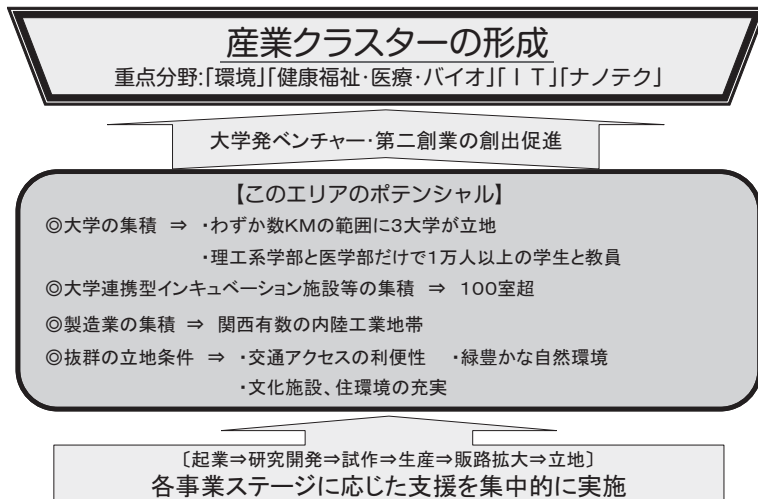 産業クラスターの形成
重点分野:「環境」「健康福祉・医療・バイオ」「ＩＴ」「ナノテク」
大学発ベンチャー・第二創業の創出促進
【このエリアのポテンシャル】
◎大学の集積 ⇒ ・わずか数KMの範囲に3大学が立地
・理工系学部と医学部だけで1万人以上の学生と教員
◎大学連携型インキュベーション施設等の集積 ⇒ 100室超
◎製造業の集積 ⇒ 関西有数の内陸工業地帯
◎抜群の立地条件 ⇒ ・交通アクセスの利便性 ・緑豊かな自然環境
・文化施設、住環境の充実
〔起業⇒研究開発⇒試作⇒生産⇒販路拡大⇒立地〕
各事業ステージに応じた支援を集中的に実施